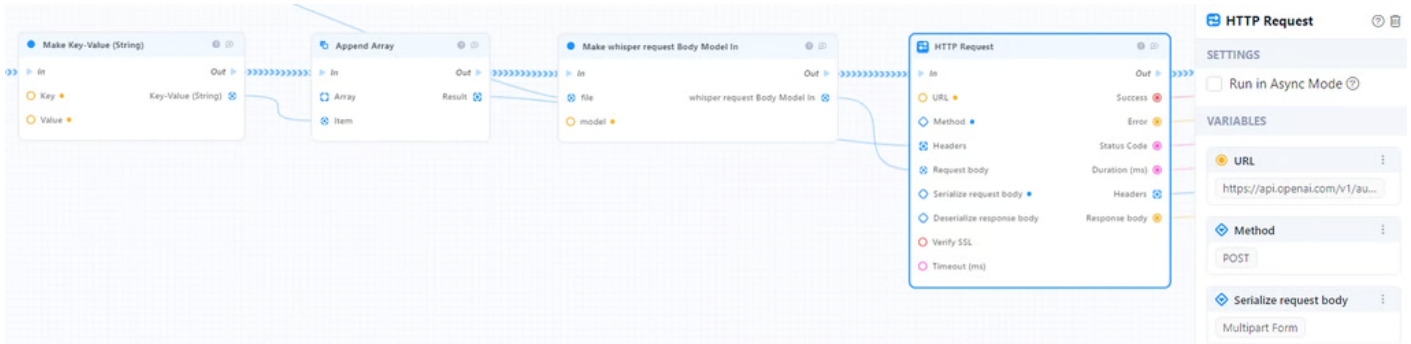 Make Key-Value (String)
In
Out
Key
Key-Value (String)
Value
Append Array
In
Out
Array
Result
Item
Make whisper request Body Model In
In
Out
file
whisper request Body Model In
model
HTTP Request
In
Out
URL
Success
Method
Error
Headers
Status Code
Request body
Duration (ms)
Serialize request body
Headers
Deserialize response body
Response body
Verify SSL
Timeout (ms)
HTTP Request
SETTINGS
Run in Async Mode
VARIABLES
URL
https://api.openai.com/v1/au...
Method
POST
Serialize request body
Multipart Form